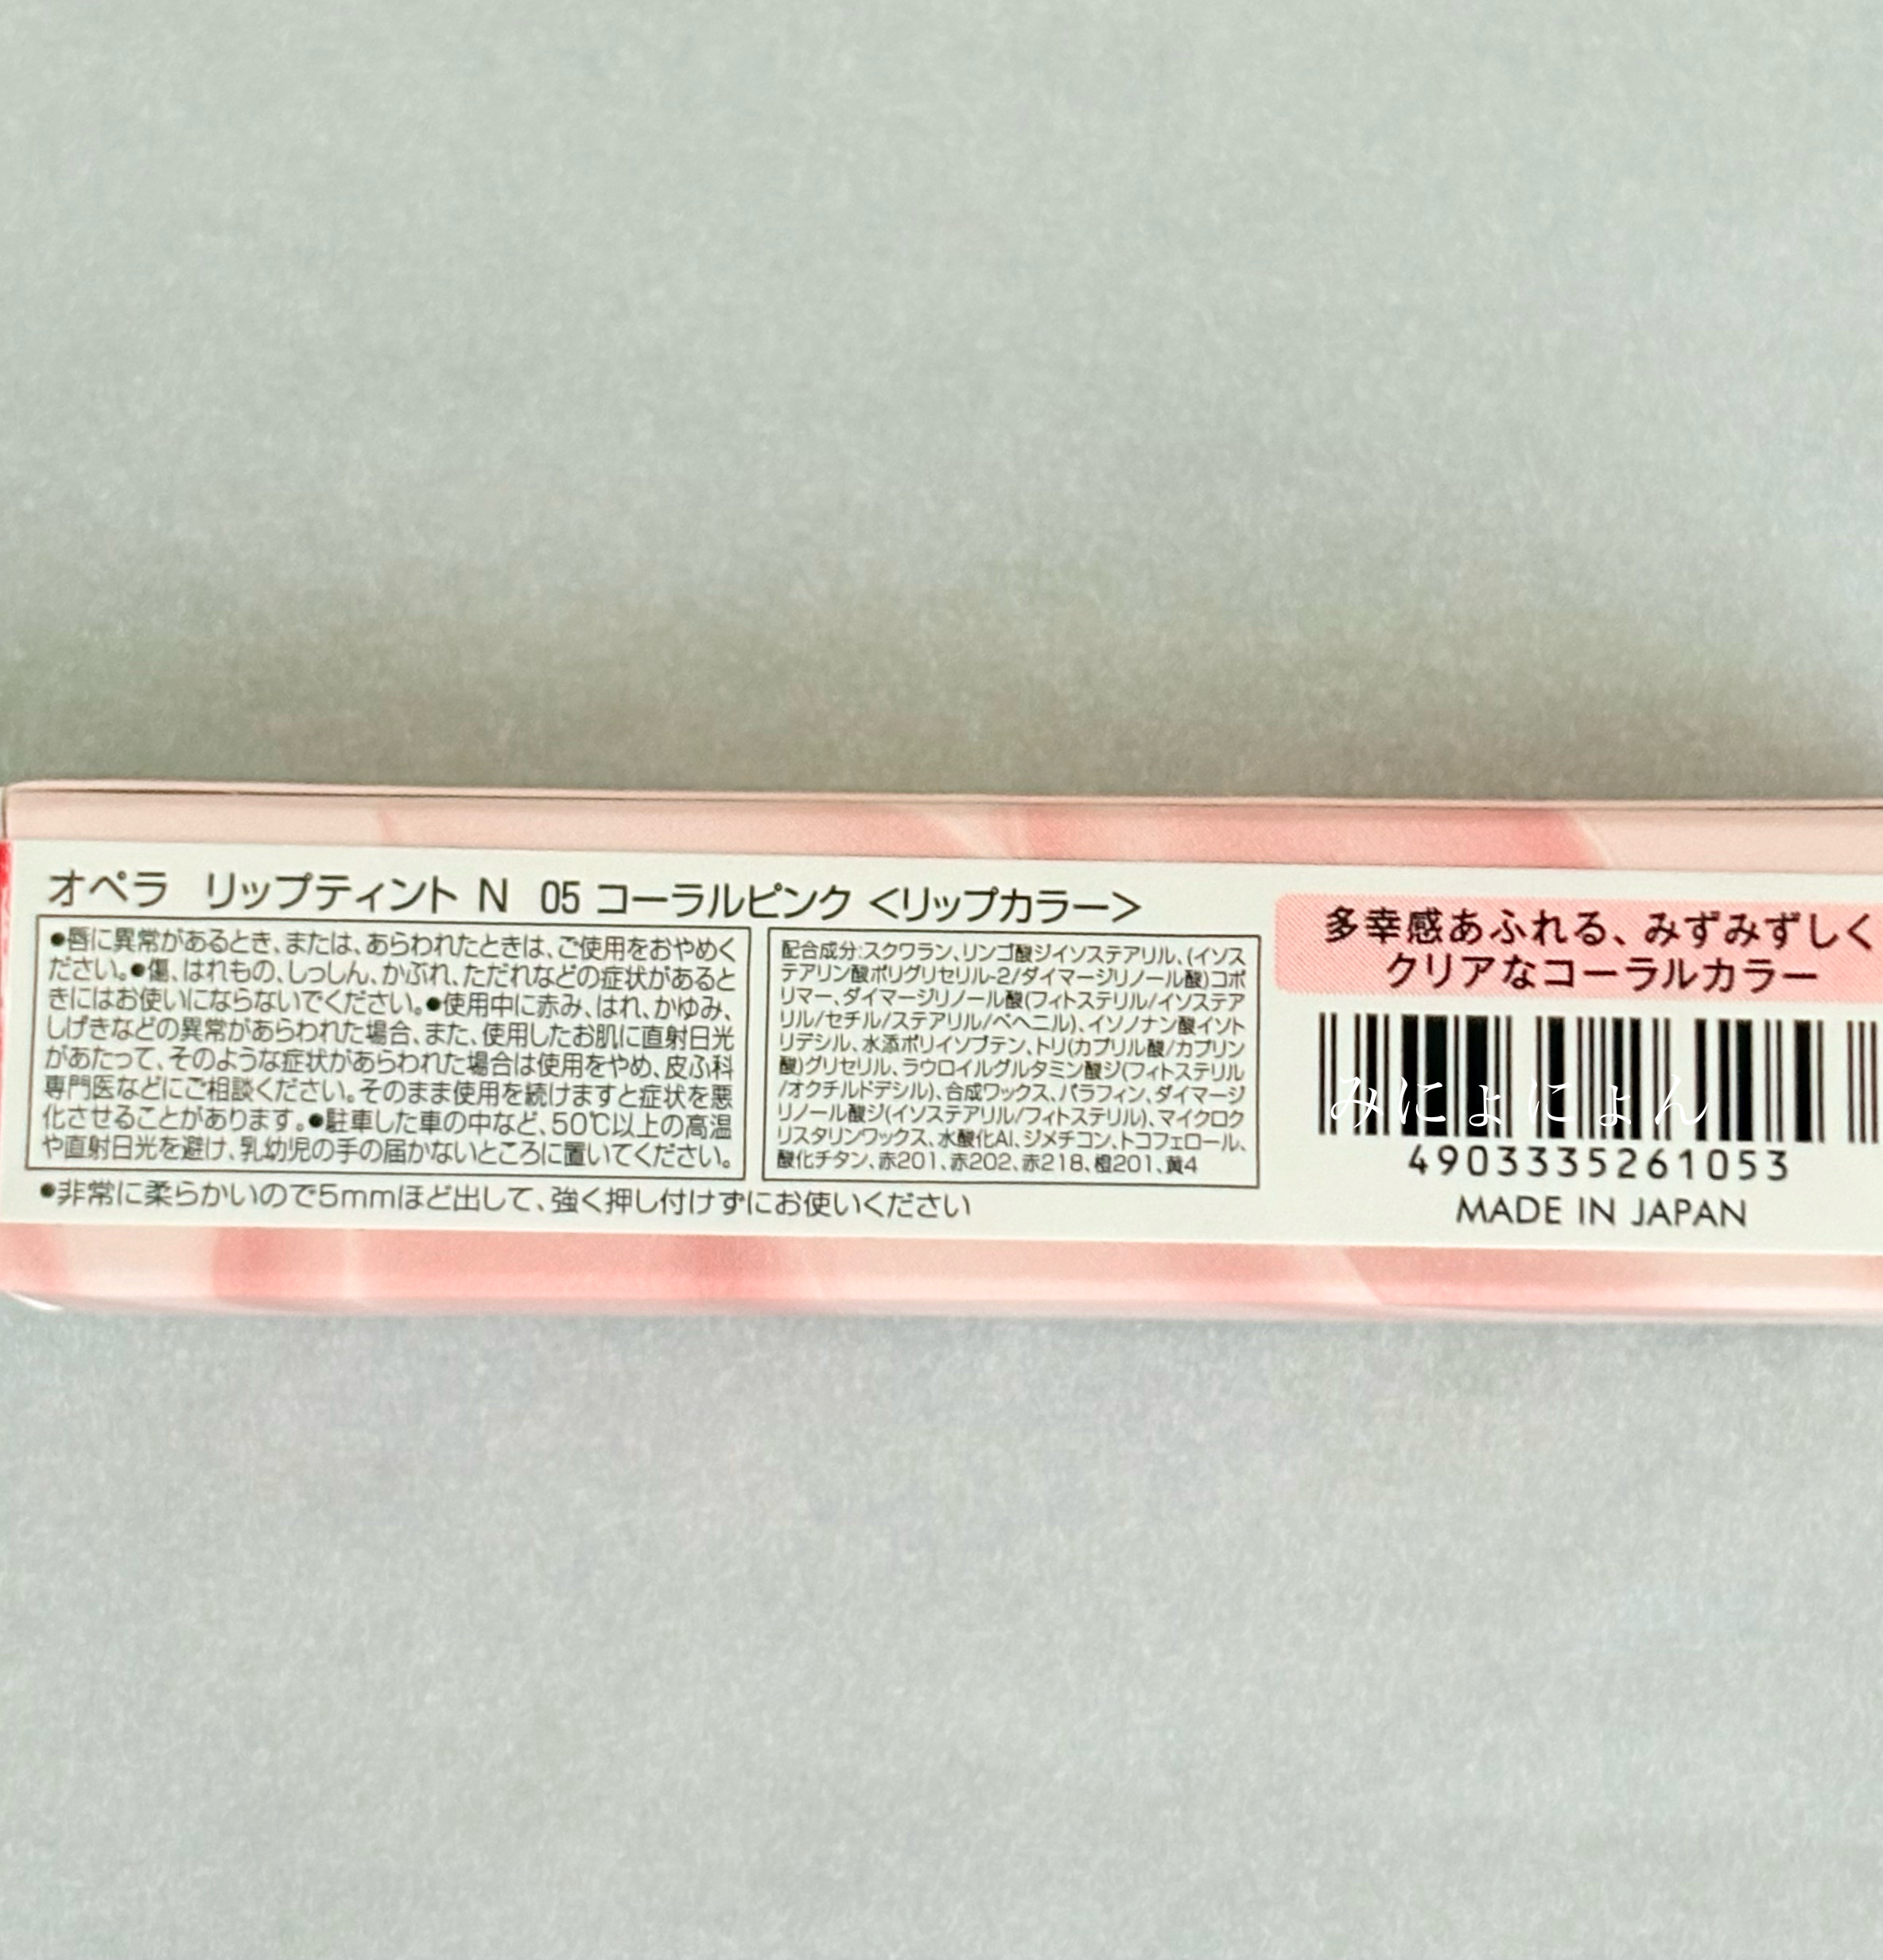 オペラ リップティント N 05 コーラルピンク <リップカラー>
●唇に異常があるとき、または、あらわれたときは、ご使用をおやめく
ださい。●傷、はれもの、しっしん、かぶれ、ただれなどの症状があると
きにはお使いにならないでください。●使用中に赤み、はれ、かゆみ、
しげきなどの異常があらわれた場合、また、使用したお肌に直射日光
があたって、そのような症状があらわれた場合は使用をやめ、皮ふ科
専門医などにご相談ください。そのまま使用を続けますと症状を悪
化させることがあります。●駐車した車の中など、50℃以上の高温
や直射日光を避け、乳幼児の手の届かないところに置いてください。
●非常に柔らかいので5mmほど出して、強く押し付けずにお使いください
配合成分:スクワラン、リンゴ酸ジイソステアリル、(イソス
テアリン酸ポリグリセリル-2/ダイマージリノール酸)コポ
リマー、ダイマージリノール酸(フィトステリル/イソステア
リル/セチル/ステアリル/ベヘニル)、イソノナン酸イソト
リデシル、水添ポリイソブテン、トリ(カプリル酸/カプリン
酸)グリセリル、ラウロイルグルタミン酸ジ(フィトステリル
/オクチルドデシル)、合成ワックス、パラフィン、ダイマージ
リノール酸ジ(イソステアリル/フィトステリル)、マイクロク
リスタリンワックス、水酸化Al、ジメチコン、トコフェロール、
酸化チタン、赤201、赤202、赤218、橙201、黄4
多幸感あふれる、みずみずしく
クリアなコーラルカラー
みにょにょん
4903335261053
MADE IN JAPAN